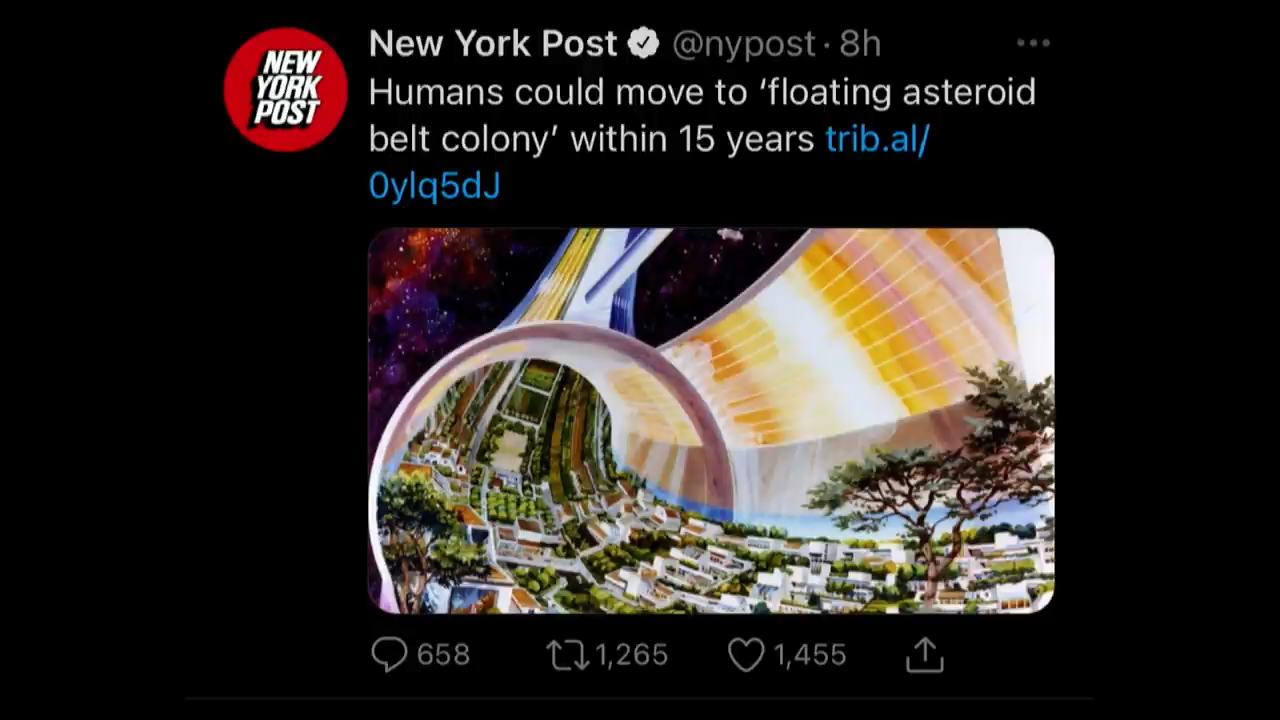 NEW
YORK
POST
New York Post @nypost · 8h
Humans could move to ‘floating asteroid
belt colony’ within 15 years trib.al/
0ylq5dJ
658 1,265 1,455